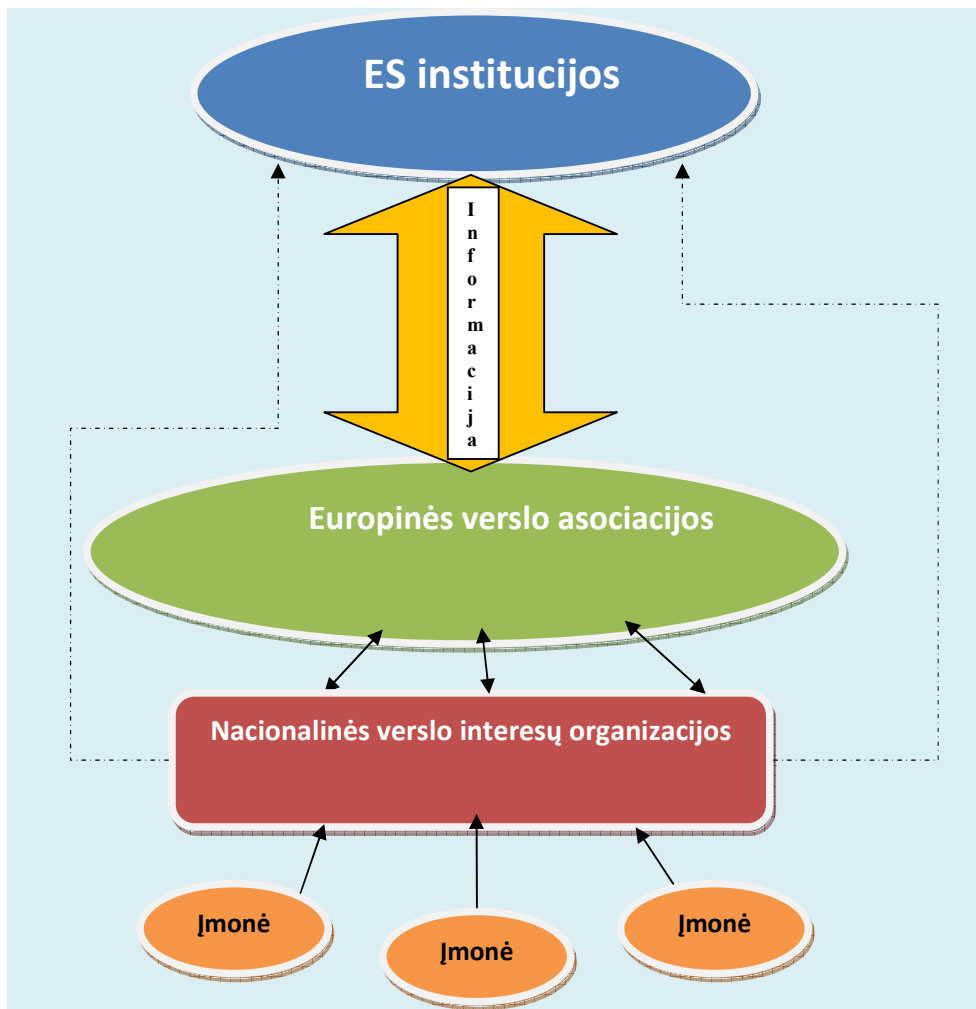 ES institucijos
Informacija
Europinės verslo asociacijos
Nacionalinės verslo interesų organizacijos
Įmonė
Įmonė
Įmonė